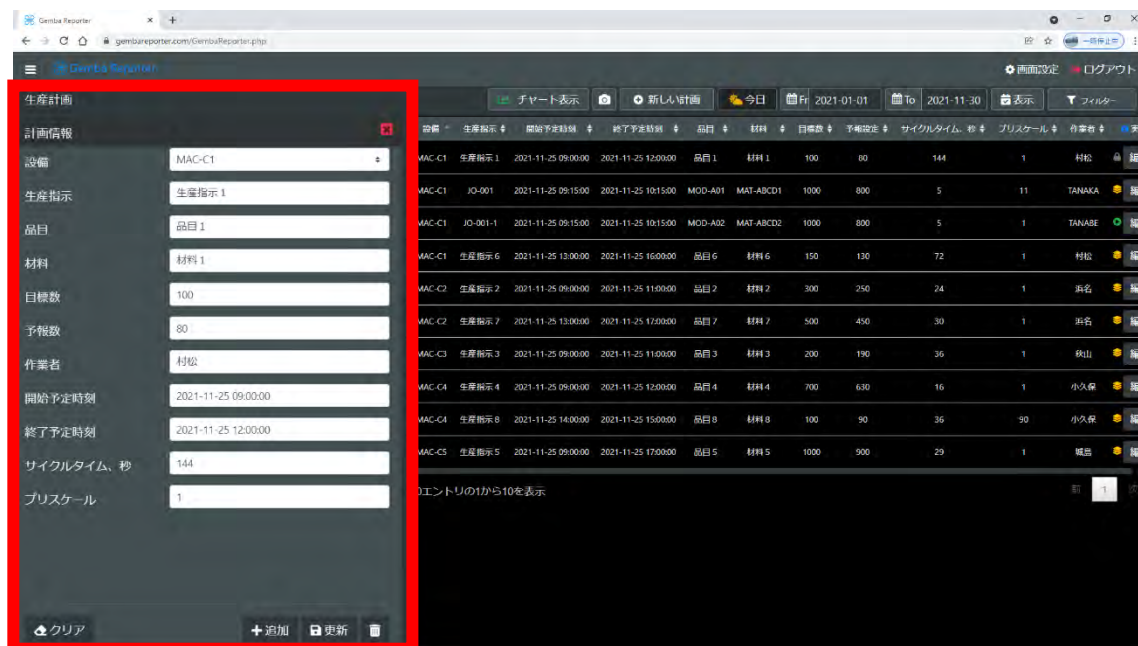 Gemba Reporter
gembareporter.com/GembaReporter.php
Gemba Reporter
画面設定 ログアウト
生産計画
チャート表示 新しい計画 今日 Fr 2021-01-01 To 2021-11-30 表示 フィルター
計画情報
設備 MAC-C1
生産指示 生産指示 1
品目 品目 1
材料 材料 1
目標数 100
予報数 80
作業者 村松
開始予定時刻 2021-11-25 09:00:00
終了予定時刻 2021-11-25 12:00:00
サイクルタイム、秒 144
プリスケール 1
クリア +追加 更新
設備 生産指示 開始予定時刻 終了予定時刻 品目 材料 目標数 予報設定 サイクルタイム、秒 プリスケール 作業者
MAC-C1 生産指示 1 2021-11-25 09:00:00 2021-11-25 12:00:00 品目 1 材料 1 100 80 144 1 村松
MAC-C1 JO-001 2021-11-25 09:15:00 2021-11-25 10:15:00 MOD-A01 MAT-ABCD1 1000 800 5 11 TANAKA
MAC-C1 JO-001-1 2021-11-25 09:15:00 2021-11-25 10:15:00 MOD-A02 MAT-ABCD2 1000 800 5 1 TANABE
MAC-C1 生産指示 6 2021-11-25 13:00:00 2021-11-25 16:00:00 品目 6 材料 6 150 130 72 1 村松
MAC-C2 生産指示 2 2021-11-25 09:00:00 2021-11-25 11:00:00 品目 2 材料 2 300 250 24 1 浜名
MAC-C2 生産指示 7 2021-11-25 13:00:00 2021-11-25 17:00:00 品目 7 材料 7 500 450 30 1 浜名
MAC-C3 生産指示 3 2021-11-25 09:00:00 2021-11-25 11:00:00 品目 3 材料 3 200 190 36 1 秋山
MAC-C4 生産指示 4 2021-11-25 09:00:00 2021-11-25 12:00:00 品目 4 材料 4 700 630 16 1 小久保
MAC-C4 生産指示 8 2021-11-25 14:00:00 2021-11-25 15:00:00 品目 8 材料 8 100 90 36 90 小久保
MAC-C5 生産指示 5 2021-11-25 09:00:00 2021-11-25 17:00:00 品目 5 材料 5 1000 900 29 1 城島
0エントリの1から10を表示
前 1